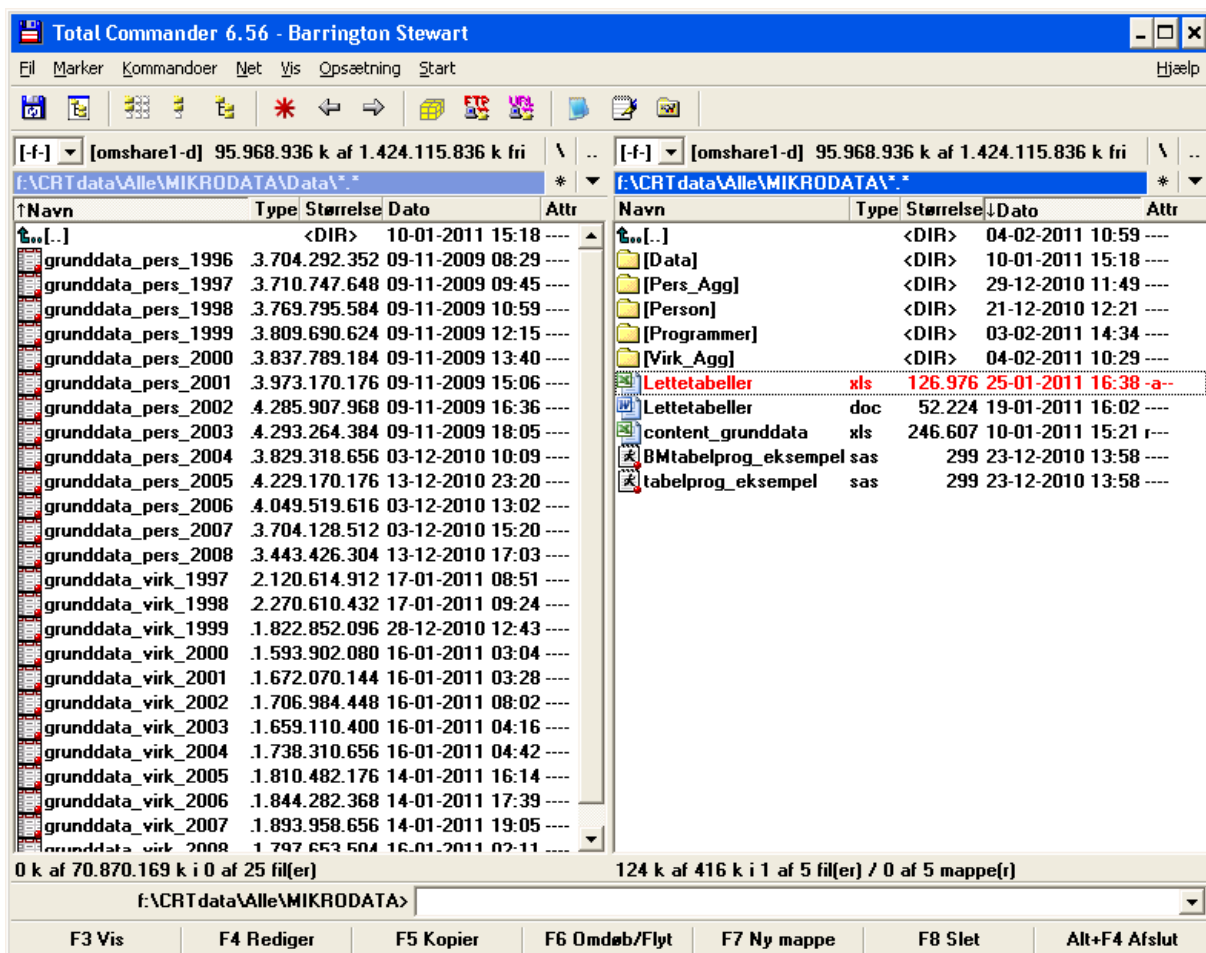 Total Commander 6.56 - Barrington Stewart
Fil Marker Kommandoer Net Vis Opsætning Start Hjælp
[-f-] [omshare1-d] 95.968.936 k af 1.424.115.836 k fri \ ..
f:\CRTdata\Alle\MIKRODATA\Data\*.* *
↑Navn Type Størrelse Dato Attr
[..] <DIR> 10-01-2011 15:18 ----
grunddata_pers_1996 .3.704.292.352 09-11-2009 08:29 ----
grunddata_pers_1997 .3.710.747.648 09-11-2009 09:45 ----
grunddata_pers_1998 .3.769.795.584 09-11-2009 10:59 ----
grunddata_pers_1999 .3.809.690.624 09-11-2009 12:15 ----
grunddata_pers_2000 .3.837.789.184 09-11-2009 13:40 ----
grunddata_pers_2001 .3.973.170.176 09-11-2009 15:06 ----
grunddata_pers_2002 .4.285.907.968 09-11-2009 16:36 ----
grunddata_pers_2003 .4.293.264.384 09-11-2009 18:05 ----
grunddata_pers_2004 .3.829.318.656 03-12-2010 10:09 ----
grunddata_pers_2005 .4.229.170.176 13-12-2010 23:20 ----
grunddata_pers_2006 .4.049.519.616 03-12-2010 13:02 ----
grunddata_pers_2007 .3.704.128.512 03-12-2010 15:20 ----
grunddata_pers_2008 .3.443.426.304 13-12-2010 17:03 ----
grunddata_virk_1997 .2.120.614.912 17-01-2011 08:51 ----
grunddata_virk_1998 .2.270.610.432 17-01-2011 09:24 ----
grunddata_virk_1999 .1.822.852.096 28-12-2010 12:43 ----
grunddata_virk_2000 .1.593.902.080 16-01-2011 03:04 ----
grunddata_virk_2001 .1.672.070.144 16-01-2011 03:28 ----
grunddata_virk_2002 .1.706.984.448 16-01-2011 08:02 ----
grunddata_virk_2003 .1.659.110.400 16-01-2011 04:16 ----
grunddata_virk_2004 .1.738.310.656 16-01-2011 04:42 ----
grunddata_virk_2005 .1.810.482.176 14-01-2011 16:14 ----
grunddata_virk_2006 .1.844.282.368 14-01-2011 17:39 ----
grunddata_virk_2007 .1.893.958.656 14-01-2011 19:05 ----
grunddata_virk_2008 .1.797.653.504 16-01-2011 02:11 ----
0 k af 70.870.169 k i 0 af 25 fil(er)
[-f-] [omshare1-d] 95.968.936 k af 1.424.115.836 k fri \ ..
f:\CRTdata\Alle\MIKRODATA\*.* *
Navn Type Størrelse ↓Dato Attr
[..] <DIR> 04-02-2011 10:59 ----
[Data] <DIR> 10-01-2011 15:18 ----
[Pers_Agg] <DIR> 29-12-2010 11:49 ----
[Person] <DIR> 21-12-2010 12:21 ----
[Programmer] <DIR> 03-02-2011 14:34 ----
[Virk_Agg] <DIR> 04-02-2011 10:29 ----
Lettetabeller xls 126.976 25-01-2011 16:38 -a--
Lettetabeller doc 52.224 19-01-2011 16:02 ----
content_grunddata xls 246.607 10-01-2011 15:21 r---
BMtabelprog_eksempel sas 299 23-12-2010 13:58 ----
tabelprog_eksempel sas 299 23-12-2010 13:58 ----
124 k af 416 k i 1 af 5 fil(er) / 0 af 5 mappe(r)
f:\CRTdata\Alle\MIKRODATA>
F3 Vis F4 Rediger F5 Kopier F6 Omdøb/Flyt F7 Ny mappe F8 Slet Alt+F4 Afslut